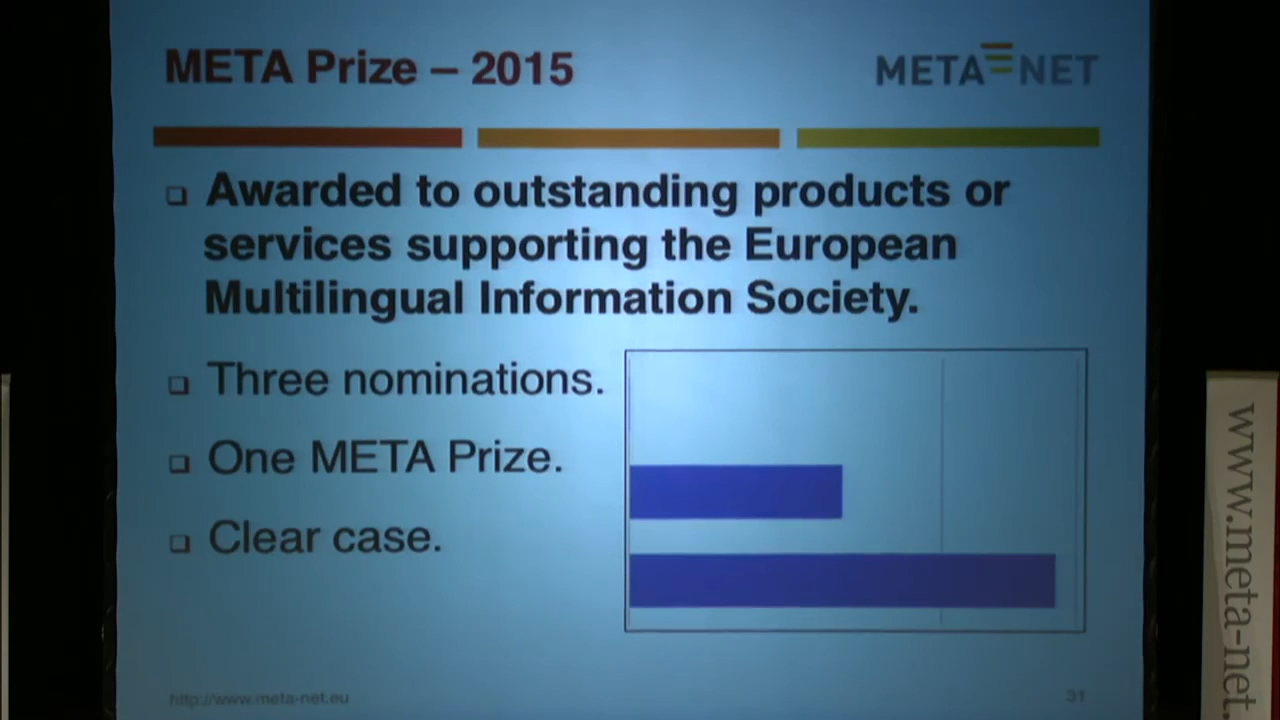 META Prize – 2015
META NET
❑ Awarded to outstanding products or
services supporting the European
Multilingual Information Society.
❑ Three nominations.
❑ One META Prize.
❑ Clear case.
http://www.meta-net.eu
31
www.meta-net.